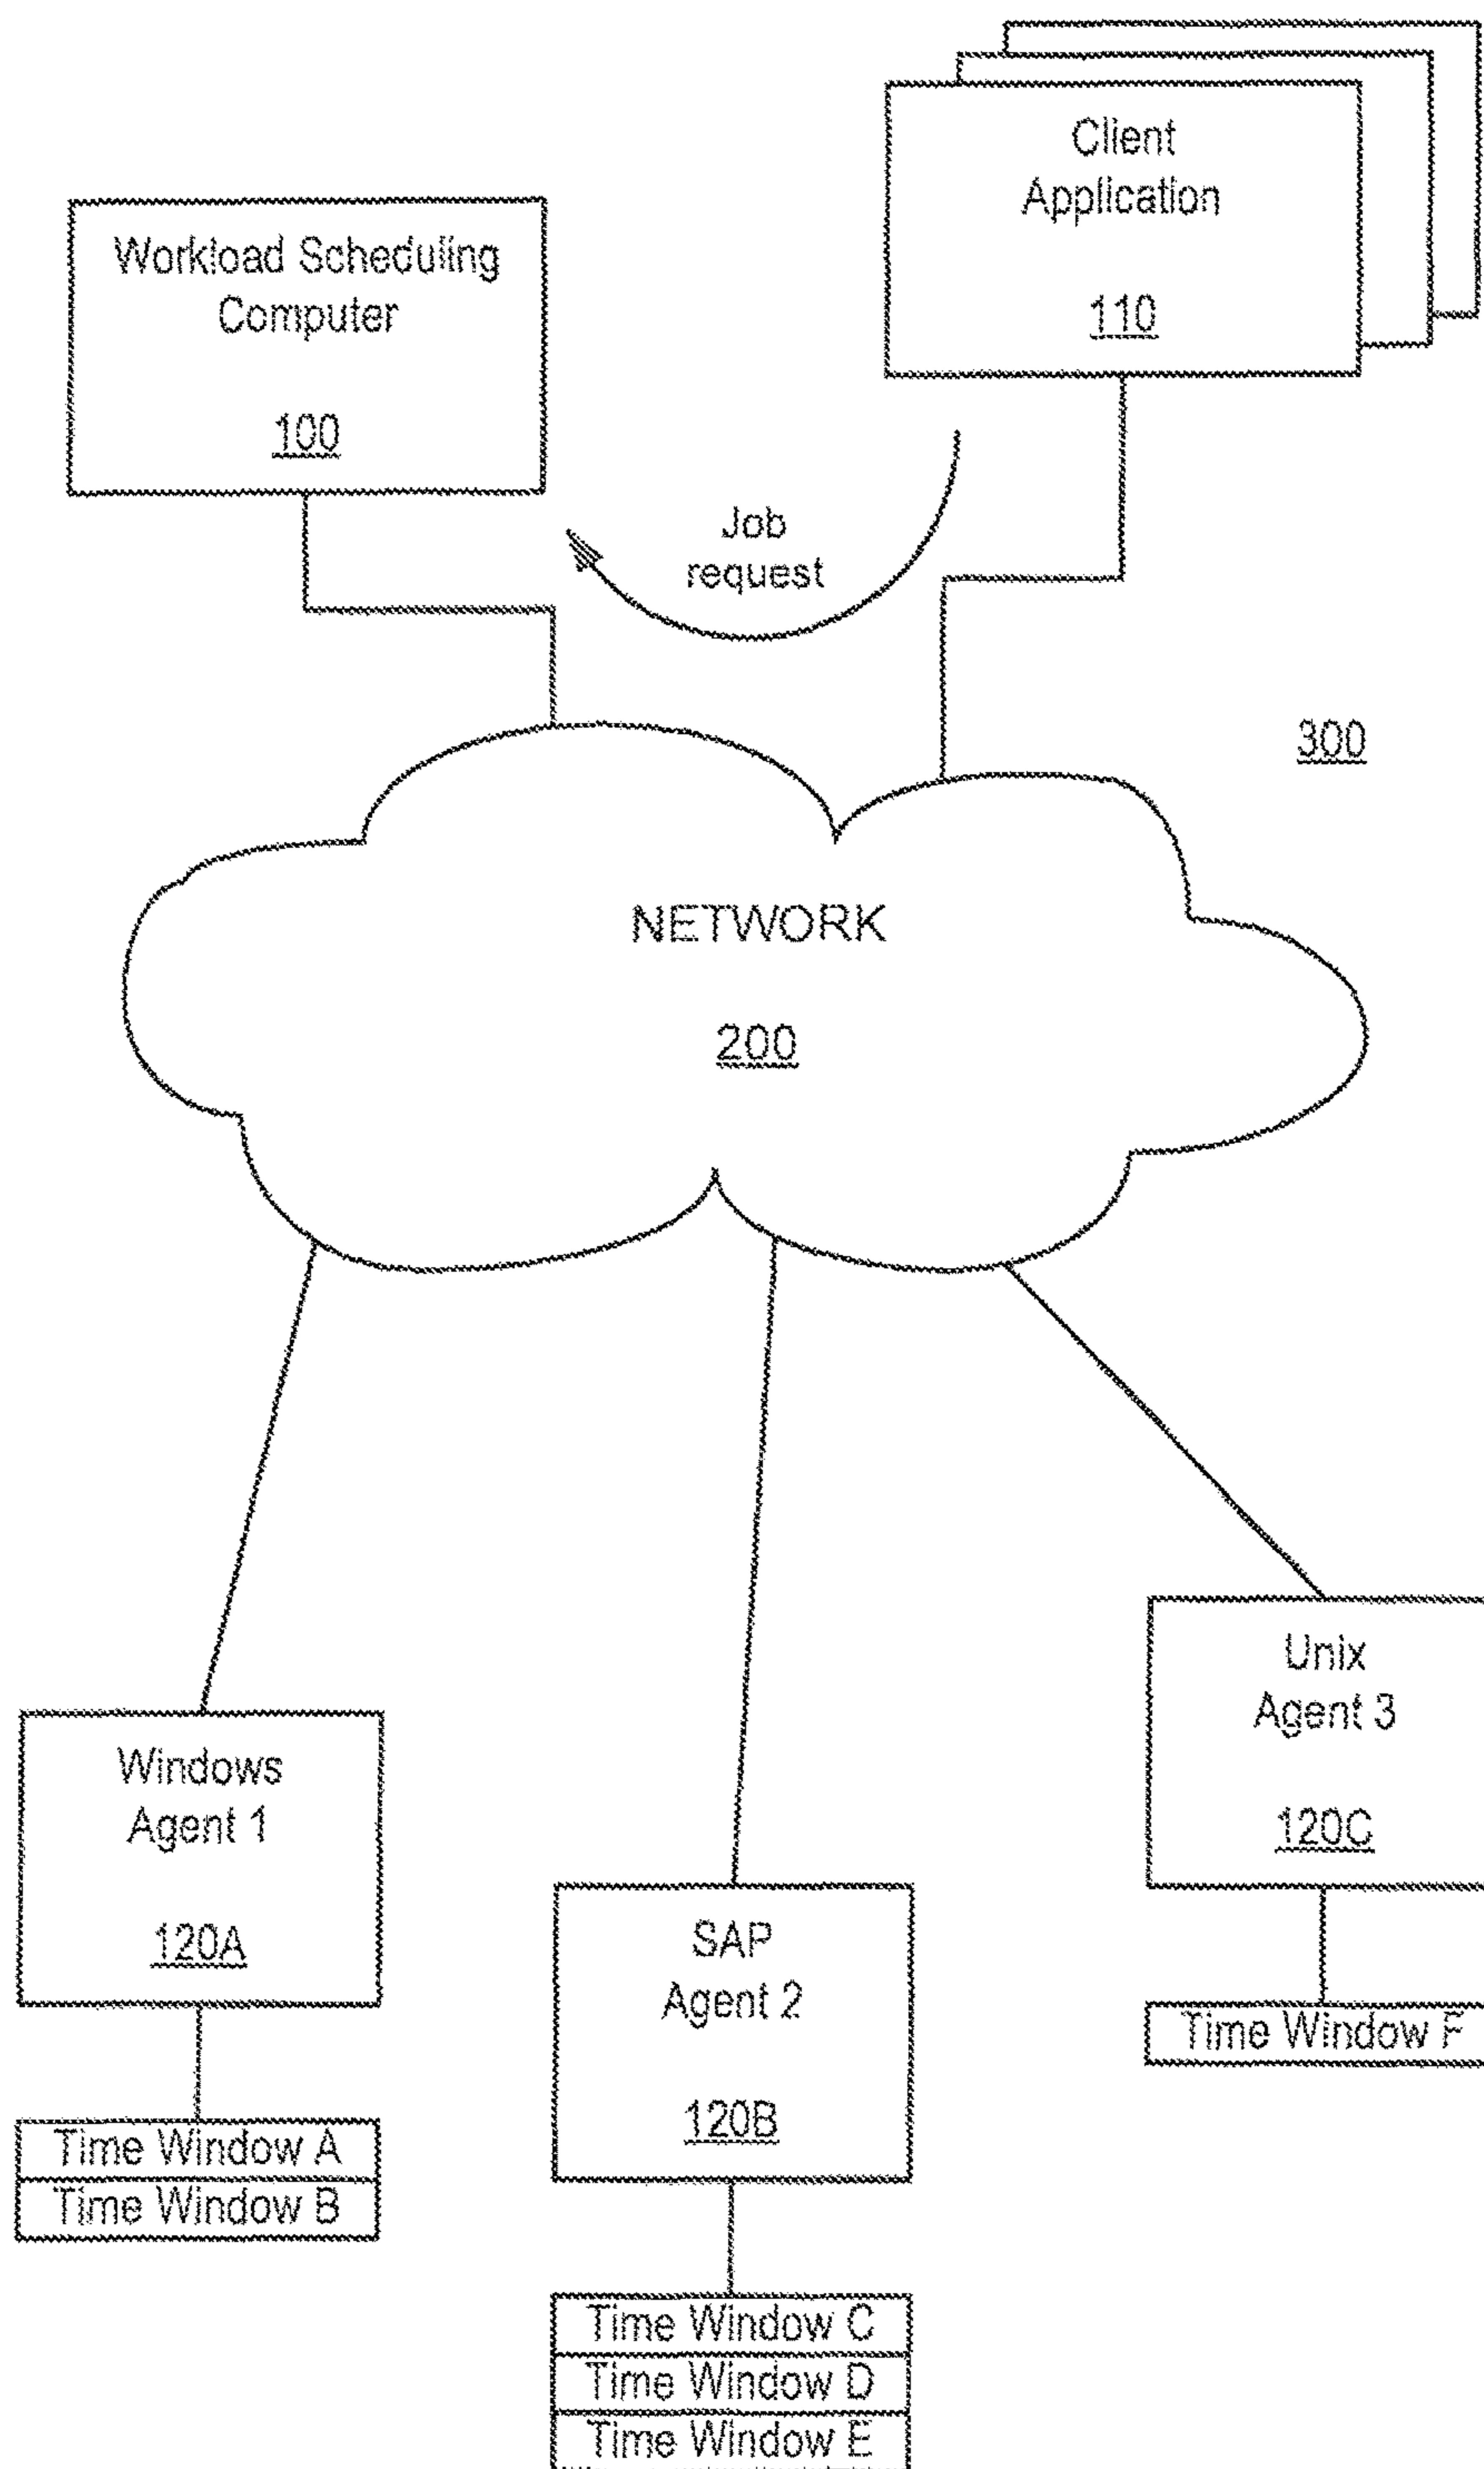 Client
Application
110
Workload Scheduling
Computer
100
Job
request
300
NETWORK
200
Unix
Agent 3
120C
Windows
Agent 1
120A
SAP
Agent 2
120B
Time Window F
Time Window A
Time Window B
Time Window C
Time Window D
Time Window E